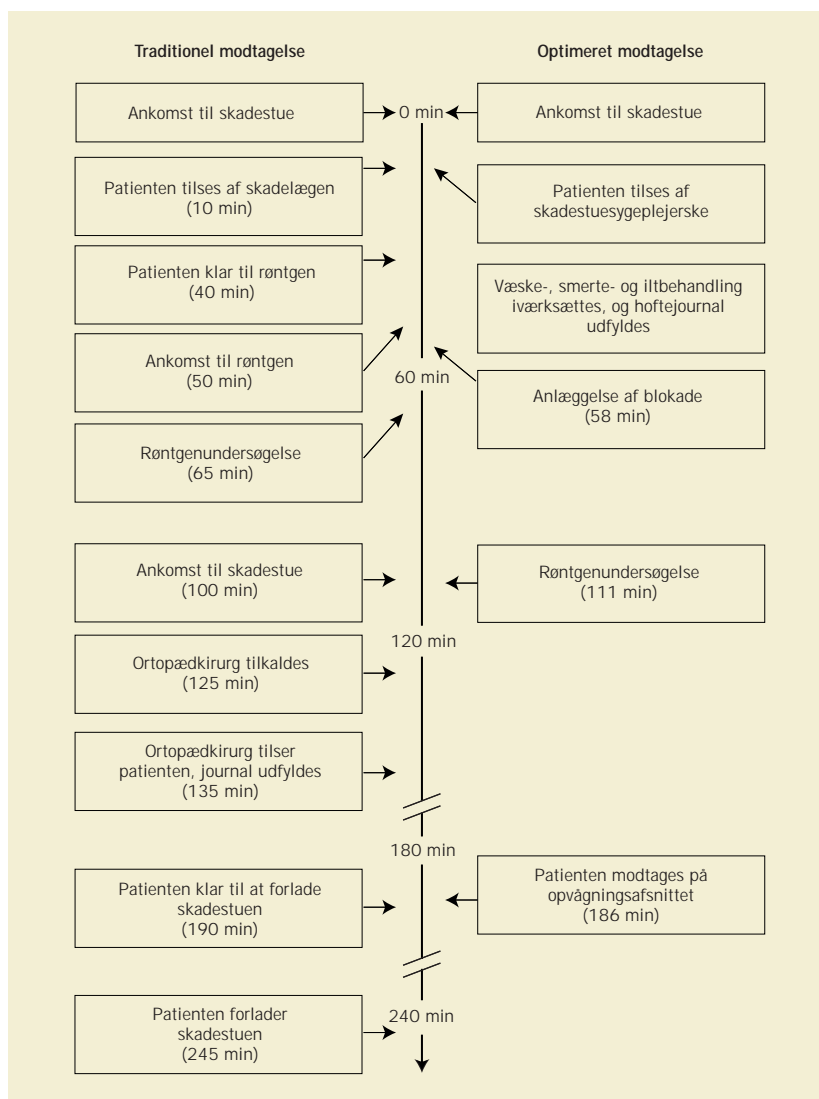 Traditionel modtagelse
Ankomst til skadestue
Patienten tilses af skadelægen
(10 min)
Patienten klar til røntgen
(40 min)
Ankomst til røntgen
(50 min)
Røntgenundersøgelse
(65 min)
Ankomst til skadestue
(100 min)
Ortopædkirurg tilkaldes
(125 min)
Ortopædkirurg tilser
patienten, journal udfyldes
(135 min)
Patienten klar til at forlade
skadestuen
(190 min)
Patienten forlader
skadestuen
(245 min)
0 min
60 min
120 min
180 min
240 min
Optimeret modtagelse
Ankomst til skadestue
Patienten tilses af
skadestuesygeplejerske
Væske-, smerte- og iltbehandling
iværksættes, og hoftejournal
udfyldes
Anlæggelse af blokade
(58 min)
Røntgenundersøgelse
(111 min)
Patienten modtages på
opvågningsafsnittet
(186 min)